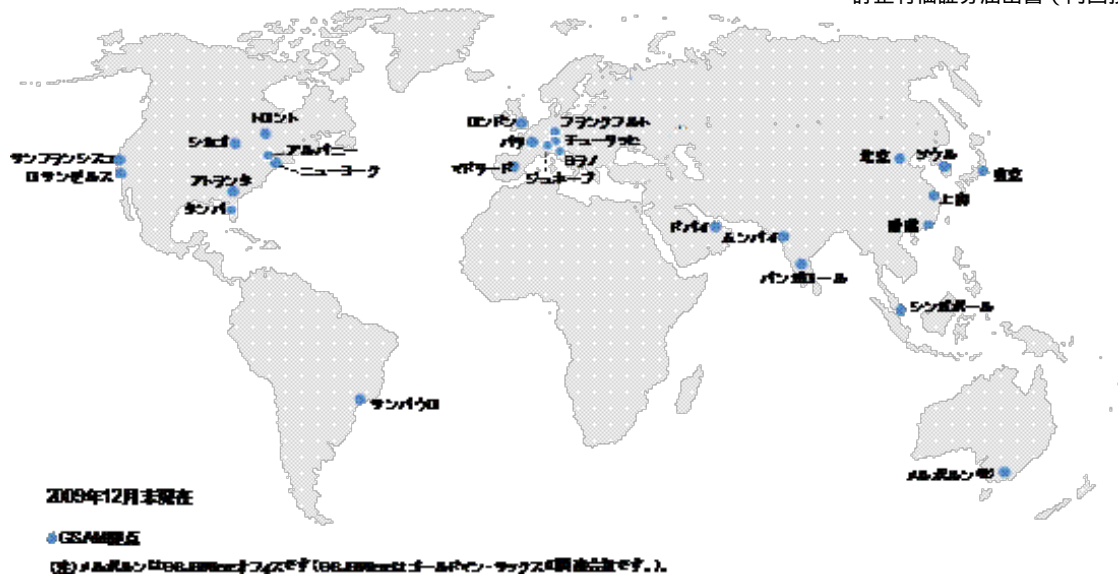 トロント
シカゴ
アルバニー
ニューヨーク
サンフランシスコ
ロサンゼルス
アトランタ
タンパ
ロンドン
フランクフルト
パリ
チューリッヒ
ミラノ
マドリード
ジュネーブ
北京
ソウル
東京
上海
香港
ドバイ
ムンバイ
バンガロール
シンガポール
サンパウロ
メルボルン
2009年12月末現在
GSAM拠点